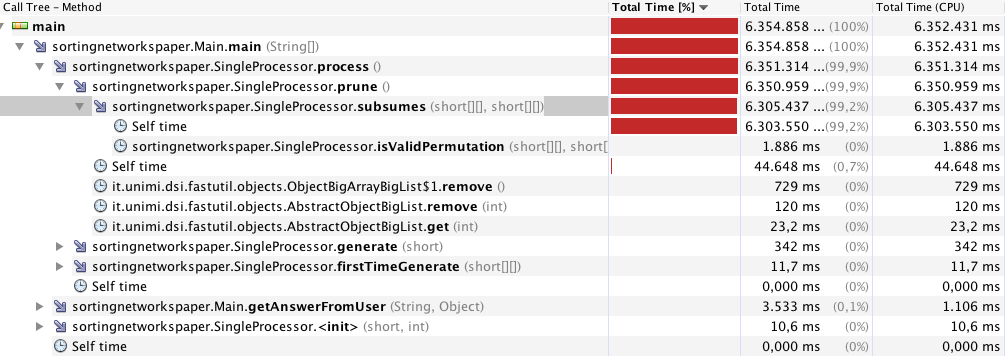 Call Tree – Method Total Time [%] Total Time Total Time (CPU)
main 6.354.858 ... (100%) 6.352.431 ms
sortingnetworkspaper.Main.main (String[]) 6.354.858 ... (100%) 6.352.431 ms
sortingnetworkspaper.SingleProcessor.process () 6.351.314 ...(99,9%) 6.351.314 ms
sortingnetworkspaper.SingleProcessor.prune () 6.350.959 ...(99,9%) 6.350.959 ms
sortingnetworkspaper.SingleProcessor.subsumes (short[][], short[][]) 6.305.437 ...(99,2%) 6.305.437 ms
Self time 6.303.550 ...(99,2%) 6.303.550 ms
sortingnetworkspaper.SingleProcessor.isValidPermutation (short[][], short[ 1.886 ms (0%) 1.886 ms
Self time 44.648 ms (0,7%) 44.648 ms
it.unimi.dsi.fastutil.objects.ObjectBigArrayBigList$1.remove () 729 ms (0%) 729 ms
it.unimi.dsi.fastutil.objects.AbstractObjectBigList.remove (int) 120 ms (0%) 120 ms
it.unimi.dsi.fastutil.objects.AbstractObjectBigList.get (int) 23,2 ms (0%) 23,2 ms
sortingnetworkspaper.SingleProcessor.generate (short) 342 ms (0%) 342 ms
sortingnetworkspaper.SingleProcessor.firstTimeGenerate (short[][]) 11,7 ms (0%) 11,7 ms
Self time 0,000 ms (0%) 0,000 ms
sortingnetworkspaper.Main.getAnswerFromUser (String, Object) 3.533 ms (0,1%) 1.106 ms
sortingnetworkspaper.SingleProcessor.<init> (short, int) 10,6 ms (0%) 10,6 ms
Self time 0,000 ms (0%) 0,000 ms